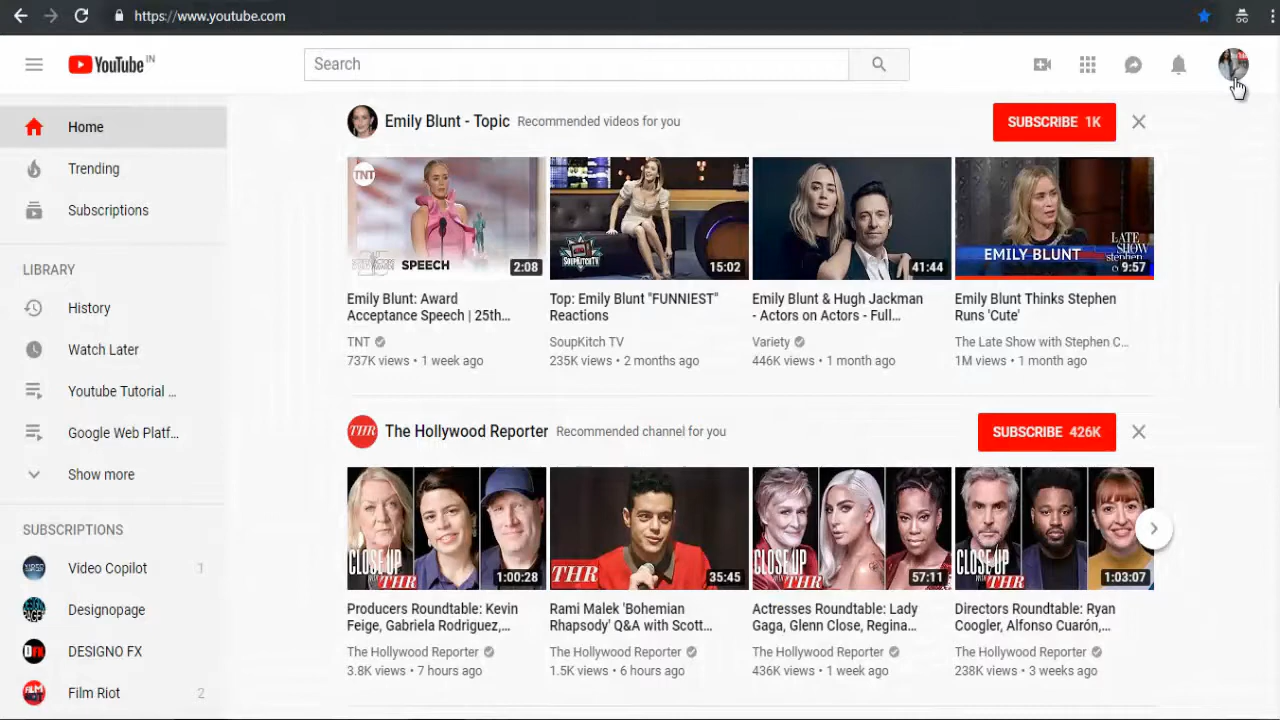 https://www.youtube.com
YouTube IN
Search
Home
Trending
Subscriptions
LIBRARY
History
Watch Later
Youtube Tutorial ...
Google Web Platf...
Show more
SUBSCRIPTIONS
Video Copilot 1
Designopage
DESIGNO FX
Film Riot 2
Emily Blunt - Topic Recommended videos for you
SUBSCRIBE 1K
TNT
SPEECH
2:08
SOUPKITCHTV
15:02
41:44
EMILY BLUNT
LATE
SHOW
stephen
9:57
Emily Blunt: Award
Acceptance Speech | 25th...
TNT
737K views • 1 week ago
Top: Emily Blunt "FUNNIEST"
Reactions
SoupKitch TV
235K views • 2 months ago
Emily Blunt & Hugh Jackman
- Actors on Actors - Full...
Variety
446K views • 1 month ago
Emily Blunt Thinks Stephen
Runs 'Cute'
The Late Show with Stephen C...
1M views • 1 month ago
THR
The Hollywood Reporter Recommended channel for you
SUBSCRIBE 426K
CLOSE UP
WITH THR
1:00:28
THR
35:45
CLOSE UP
WITH THR
57:11
CLOSE UP
WITH THR
1:03:07
Producers Roundtable: Kevin
Feige, Gabriela Rodriguez,...
The Hollywood Reporter
3.8K views • 7 hours ago
Rami Malek 'Bohemian
Rhapsody' Q&A with Scott...
The Hollywood Reporter
1.5K views • 6 hours ago
Actresses Roundtable: Lady
Gaga, Glenn Close, Regina...
The Hollywood Reporter
436K views • 1 week ago
Directors Roundtable: Ryan
Coogler, Alfonso Cuarón,...
The Hollywood Reporter
238K views • 3 weeks ago